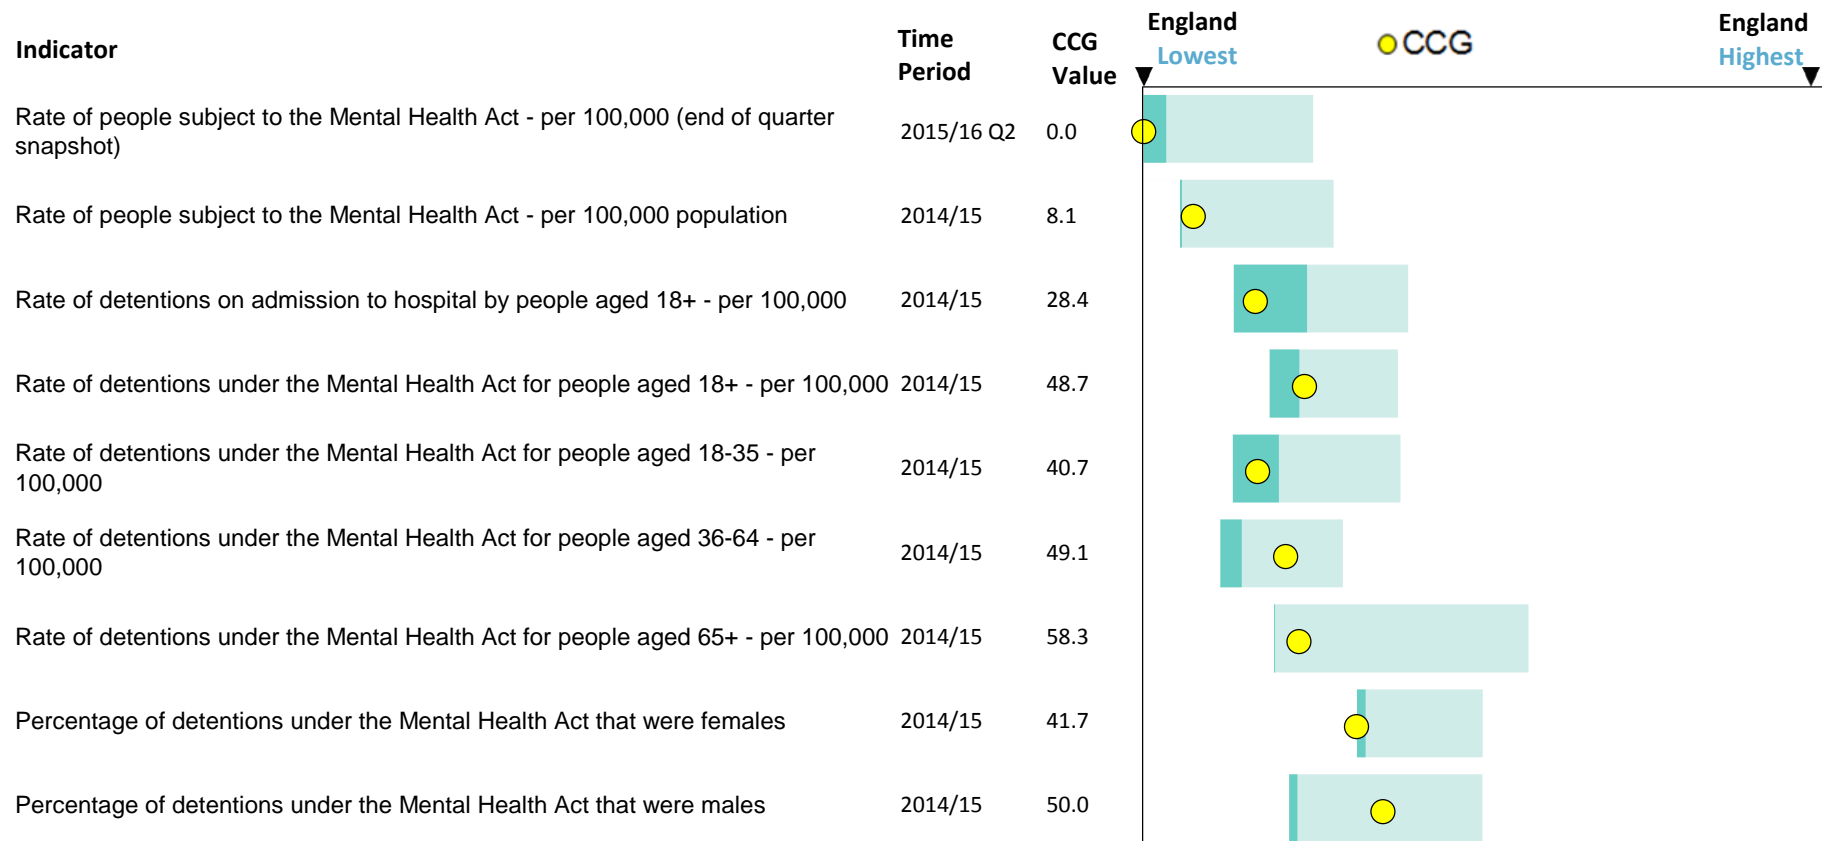 Indicator
Time
Period
CCG
Value
England
Lowest
CCG
England
Highest
Rate of people subject to the Mental Health Act - per 100,000 (end of quarter
snapshot)
2015/16 Q2
0.0
Rate of people subject to the Mental Health Act - per 100,000 population
2014/15
8.1
Rate of detentions on admission to hospital by people aged 18+ - per 100,000
2014/15
28.4
Rate of detentions under the Mental Health Act for people aged 18+ - per 100,000
2014/15
48.7
Rate of detentions under the Mental Health Act for people aged 18-35 - per
100,000
2014/15
40.7
Rate of detentions under the Mental Health Act for people aged 36-64 - per
100,000
2014/15
49.1
Rate of detentions under the Mental Health Act for people aged 65+ - per 100,000
2014/15
58.3
Percentage of detentions under the Mental Health Act that were females
2014/15
41.7
Percentage of detentions under the Mental Health Act that were males
2014/15
50.0